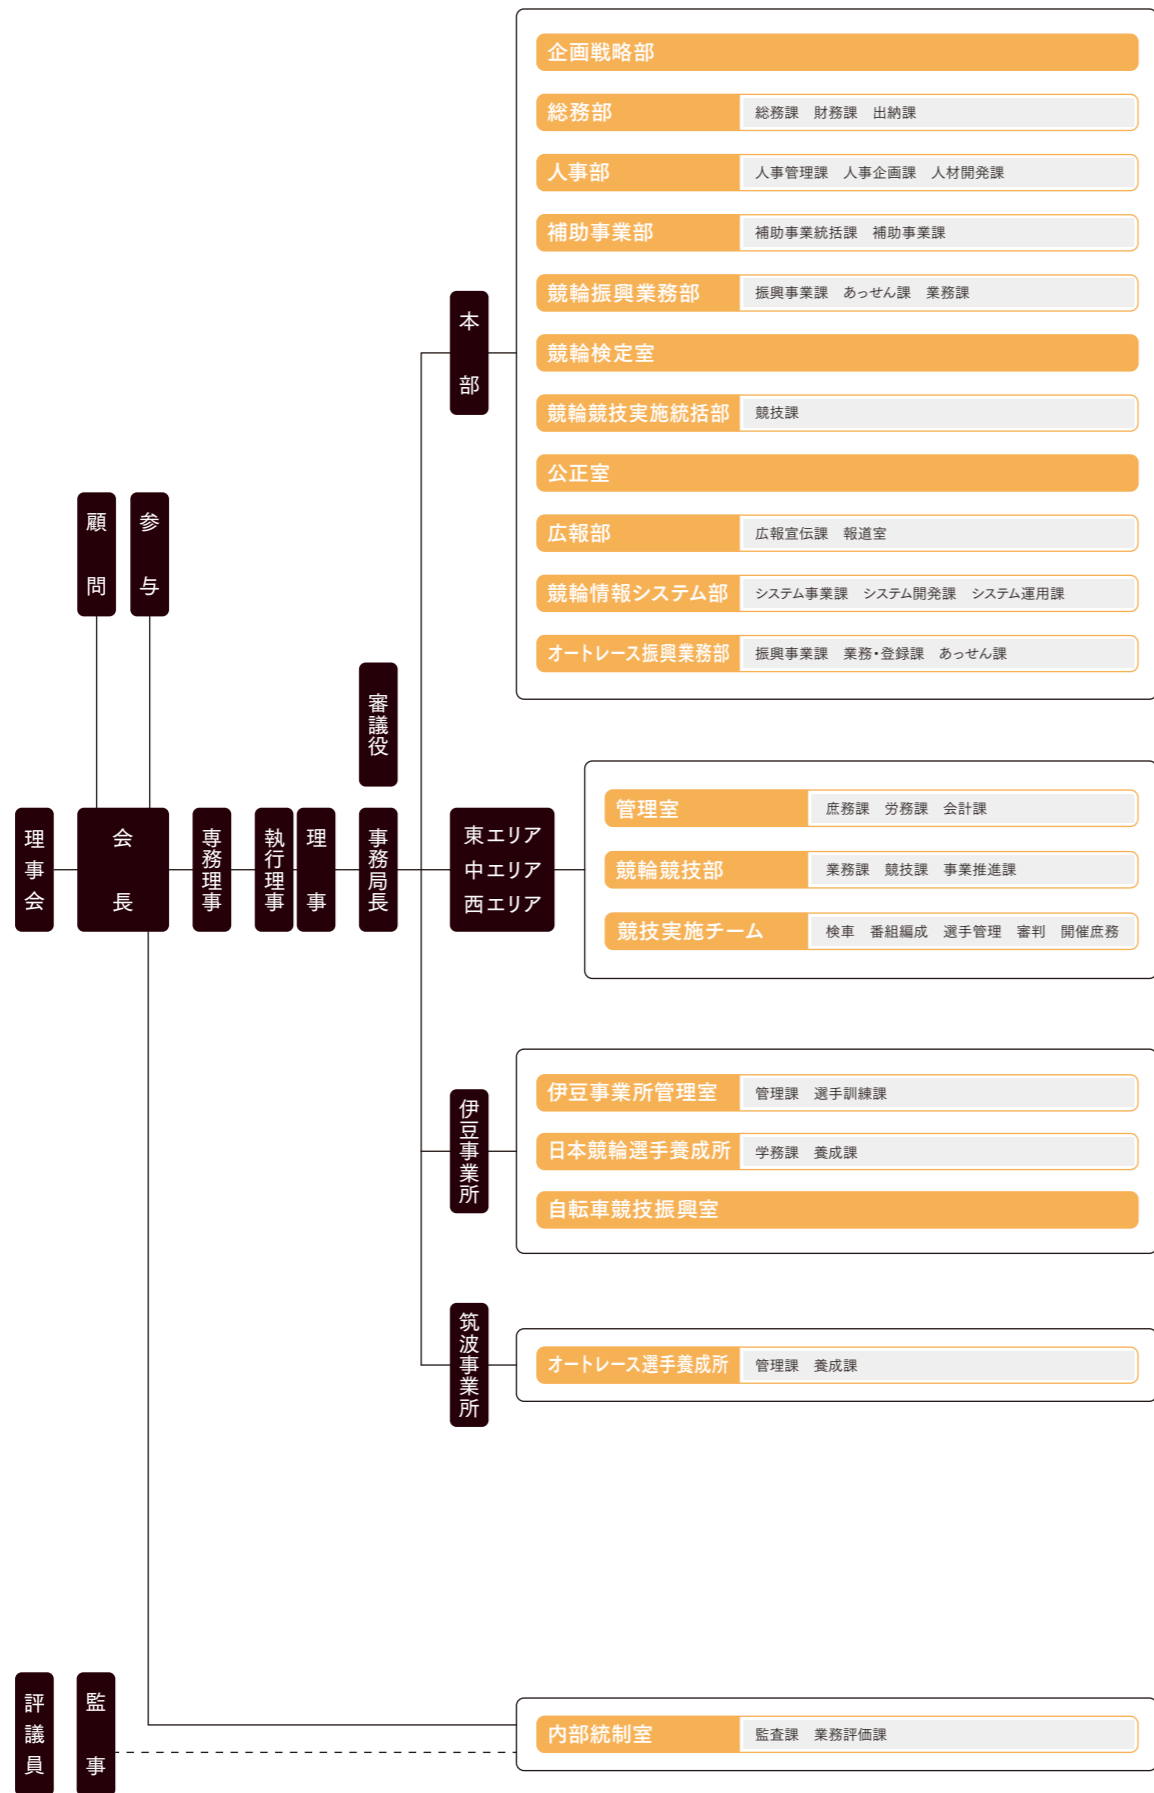 企画戦略部
総務部 総務課 財務課 出納課
人事部 人事管理課 人事企画課 人材開発課
補助事業部 補助事業統括課 補助事業課
競輪振興業務部 振興事業課 あっせん課 業務課
競輪検定室
競輪競技実施統括部 競技課
公正室
広報部 広報宣伝課 報道室
競輪情報システム部 システム事業課 システム開発課 システム運用課
オートレース振興業務部 振興事業課 業務・登録課 あっせん課
本部
顧問
参与
審議役
理事会
会長
専務理事
執行理事
理事
事務局長
東エリア
中エリア
西エリア
管理室 庶務課 労務課 会計課
競輪競技部 業務課 競技課 事業推進課
競技実施チーム 検車 番組編成 選手管理 審判 開催庶務
伊豆事業所
伊豆事業所管理室 管理課 選手訓練課
日本競輪選手養成所 学務課 養成課
自転車競技振興室
筑波事業所
オートレース選手養成所 管理課 養成課
評議員
監事
内部統制室 監査課 業務評価課